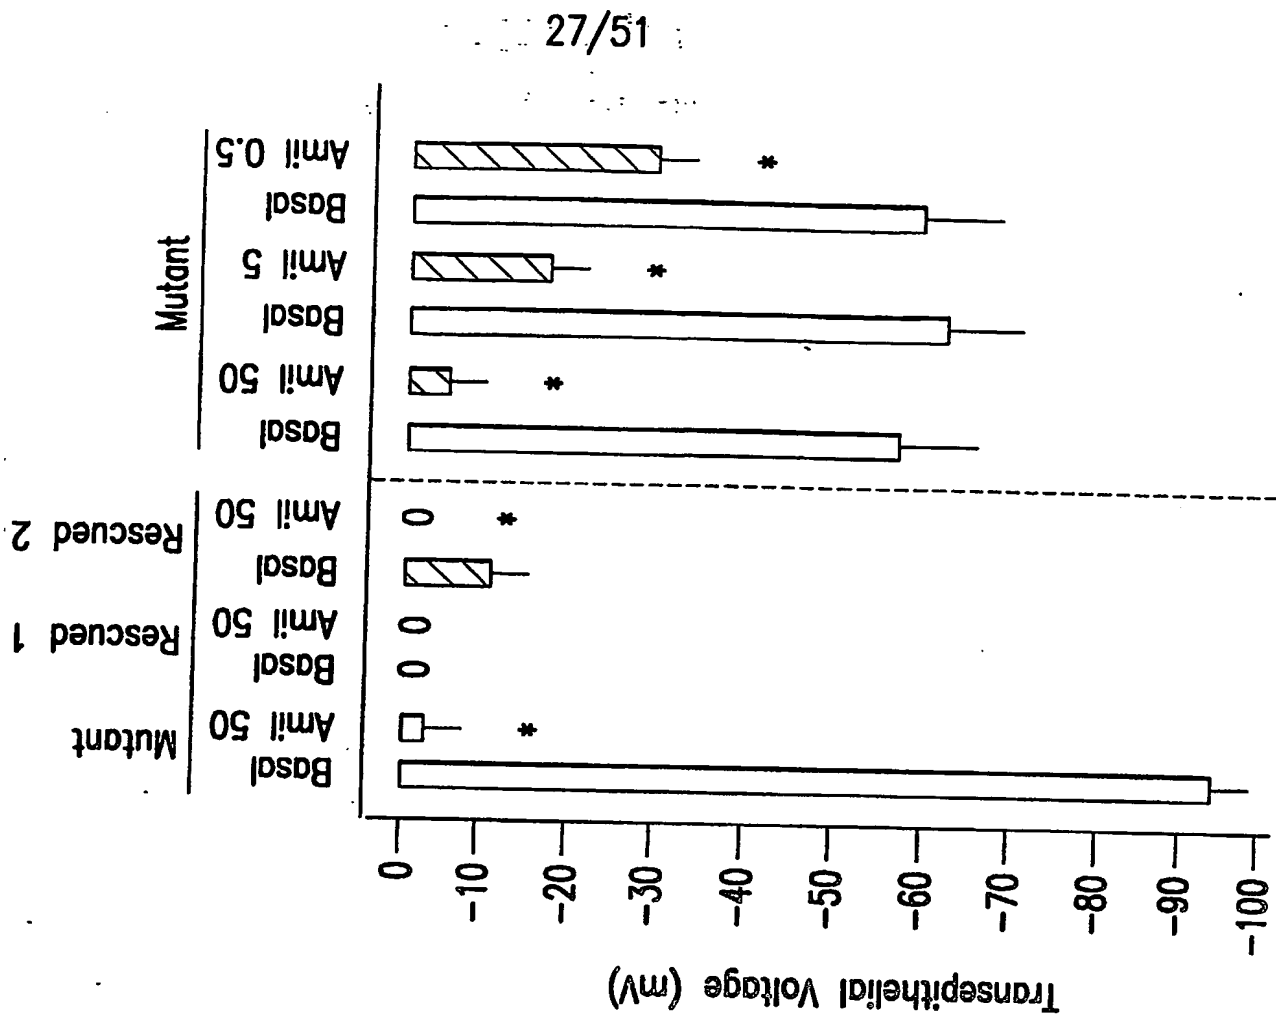 27/51
Mutant
Amil 0.5
Basal
Amil 5
Basal
Amil 50
Basal
*
*
*
Rescued 2
Amil 50
Basal
*
Rescued 1
Amil 50
Basal
Mutant
Amil 50
Basal
*
0
-10
-20
-30
-40
-50
-60
-70
-80
-90
-100
Transepithelial Voltage (mV)
0
0
0